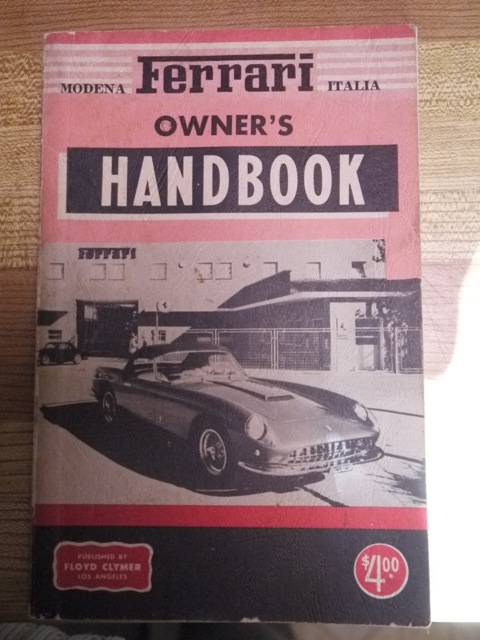 MODENA Ferrari ITALIA
OWNER'S
HANDBOOK
Ferrari
PUBLISHED BY
FLOYD CLYMER
LOS ANGELES
$4.00